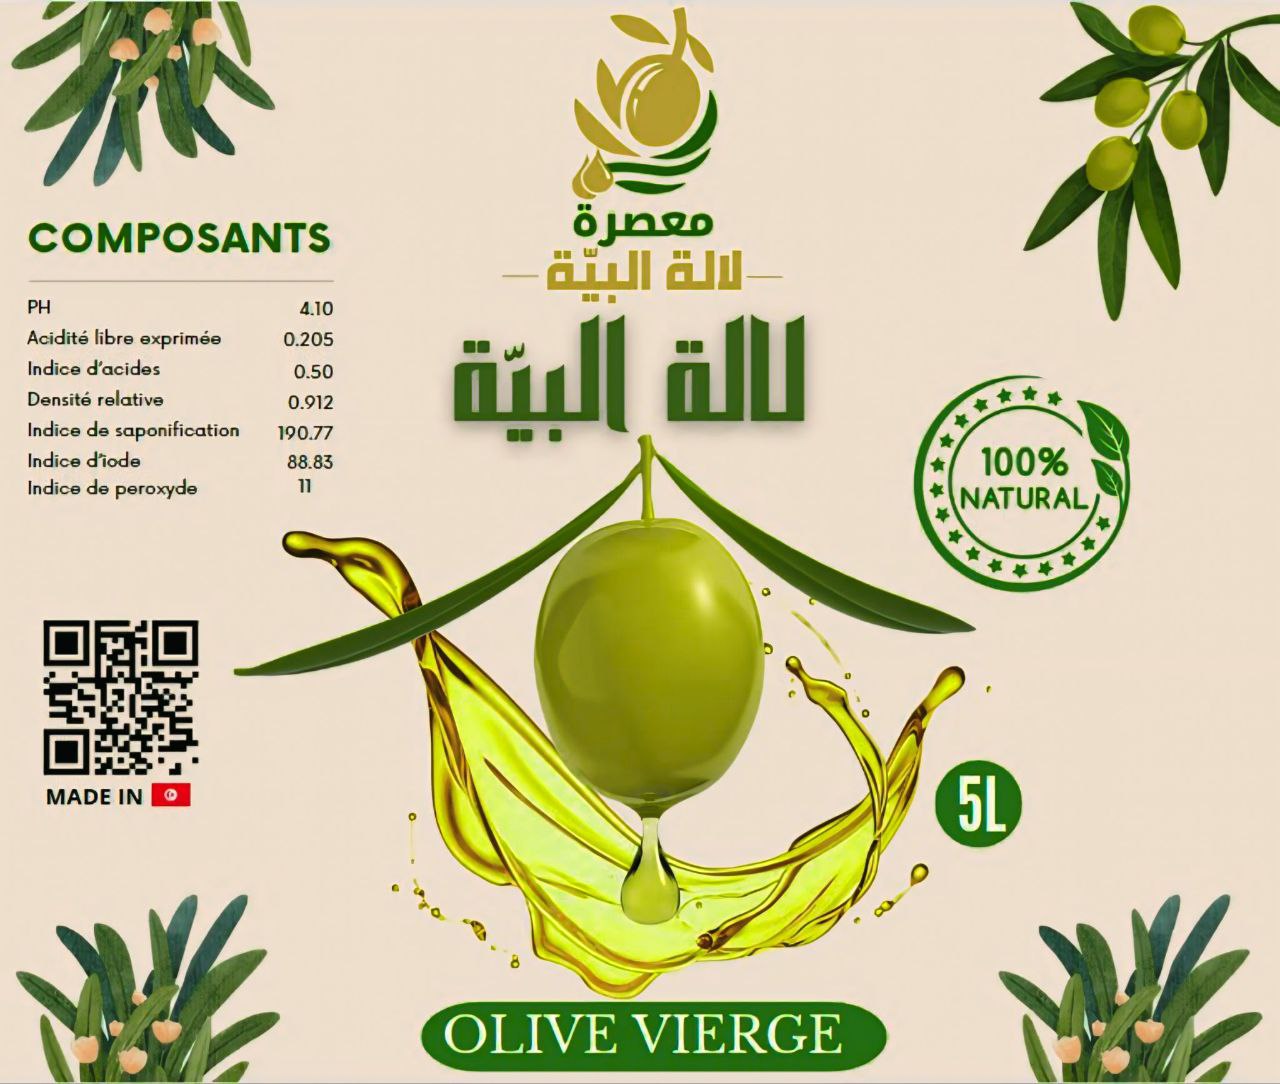 معصرة
لالة البيّة
لالة البيّة
COMPOSANTS
PH 4.10
Acidité libre exprimée 0.205
Indice d'acides 0.50
Densité relative 0.912
Indice de saponification 190.77
Indice d'iode 88.83
Indice de peroxyde 11
100%
NATURAL
MADE IN
5L
OLIVE VIERGE